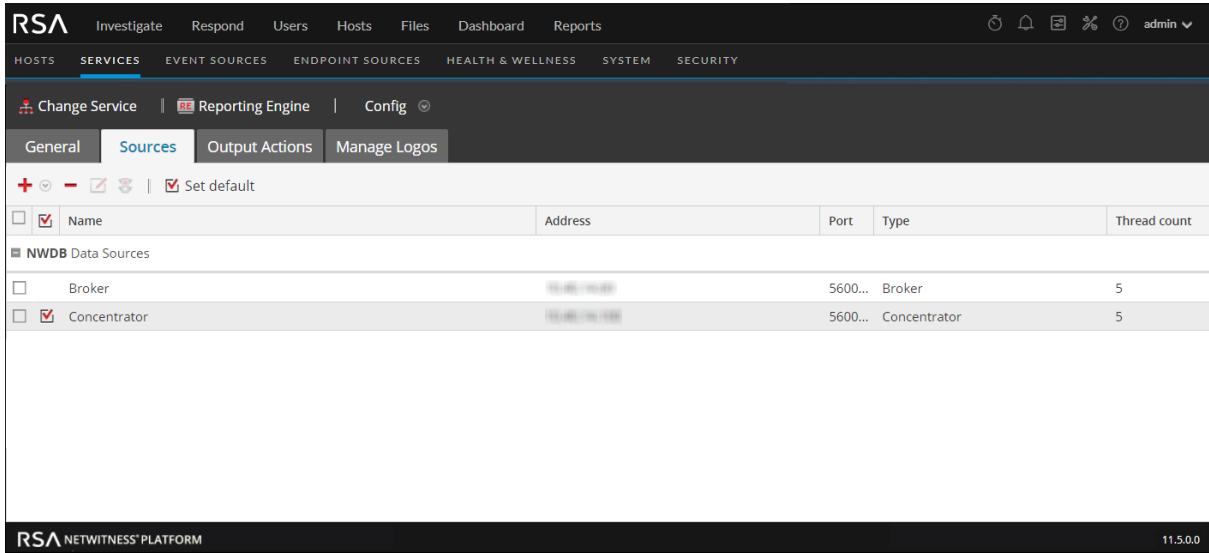 RSA Investigate Respond Users Hosts Files Dashboard Reports admin
HOSTS SERVICES EVENT SOURCES ENDPOINT SOURCES HEALTH & WELLNESS SYSTEM SECURITY
Change Service RE Reporting Engine Config
General Sources Output Actions Manage Logos
Set default
Name Address Port Type Thread count
NWDB Data Sources
Broker 5600... Broker 5
Concentrator 5600... Concentrator 5
RSA NETWITNESS® PLATFORM 11.5.0.0